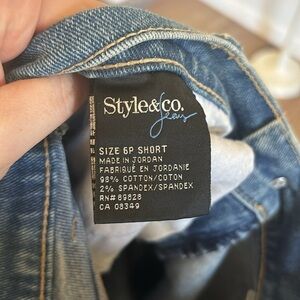 Style&co.
Jeans
SIZE 6P SHORT
MADE IN JORDAN
FABRIQUÉ EN JORDANIE
98% COTTON/COTON
2% SPANDEX/SPANDEX
RN# 89828
CA 08349